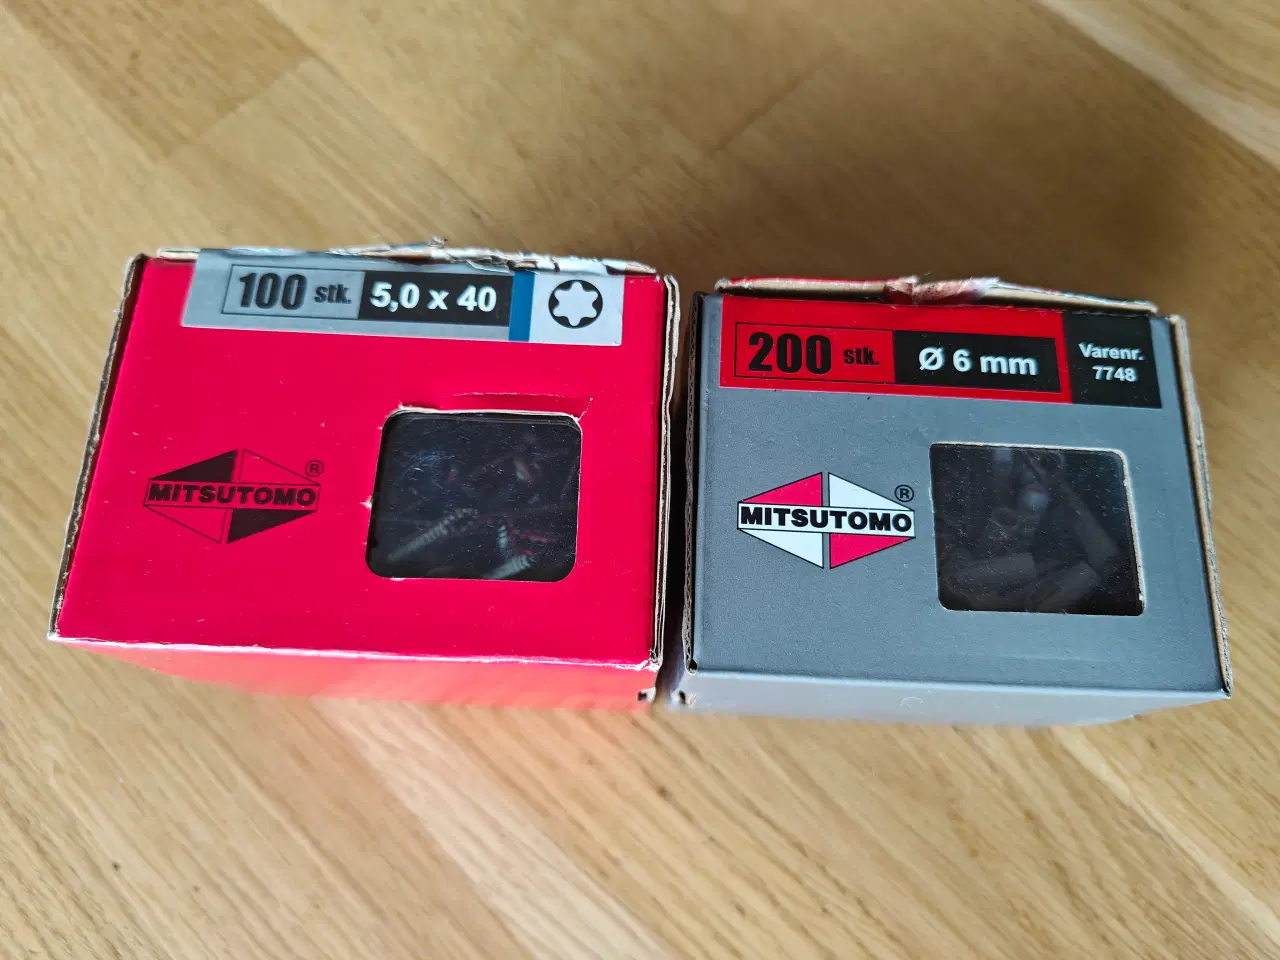 100 stk. 5,0 x 40
MITSUTOMO ®
200 stk. Ø 6 mm
Varenr.
7748
MITSUTOMO ®